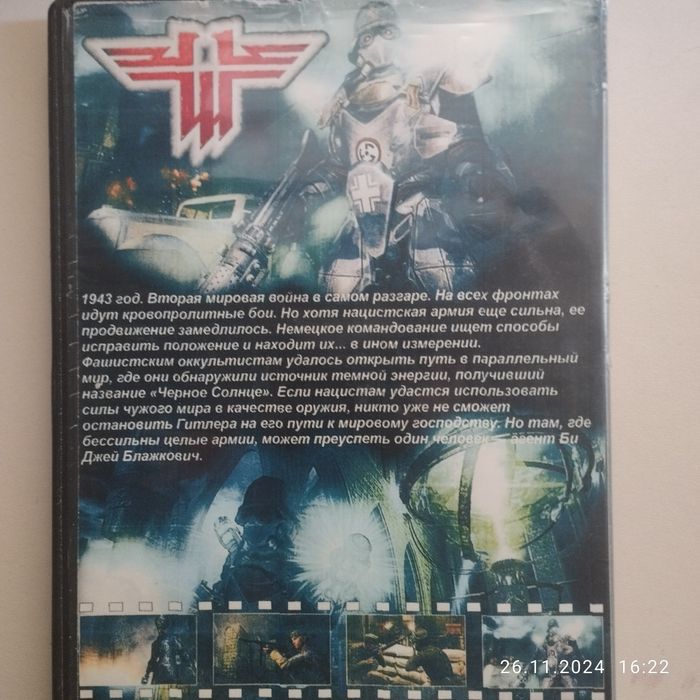 1943 год. Вторая мировая война в самом разгаре. На всех фронтах
идут кровопролитные бои. Но хотя нацистская армия еще сильна, ее
продвижение замедлилось. Немецкое командование ищет способы
исправить положение и находит их... в ином измерении.
Фашистским оккультистам удалось открыть путь в параллельный
мир, где они обнаружили источник темной энергии, получивший
название «Черное Солнце». Если нацистам удастся использовать
силы чужого мира в качестве оружия, никто уже не сможет
остановить Гитлера на его пути к мировому господству. Но там, где
бессильны целые армии, может преуспеть один человек — агент Би
Джей Блажкович.
26.11.2024 16:22